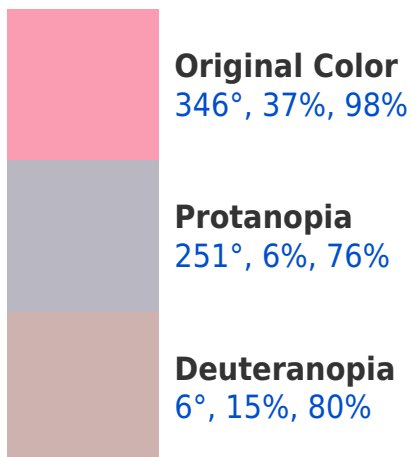 Original Color
346°, 37%, 98%
Protanopia
251°, 6%, 76%
Deuteranopia
6°, 15%, 80%